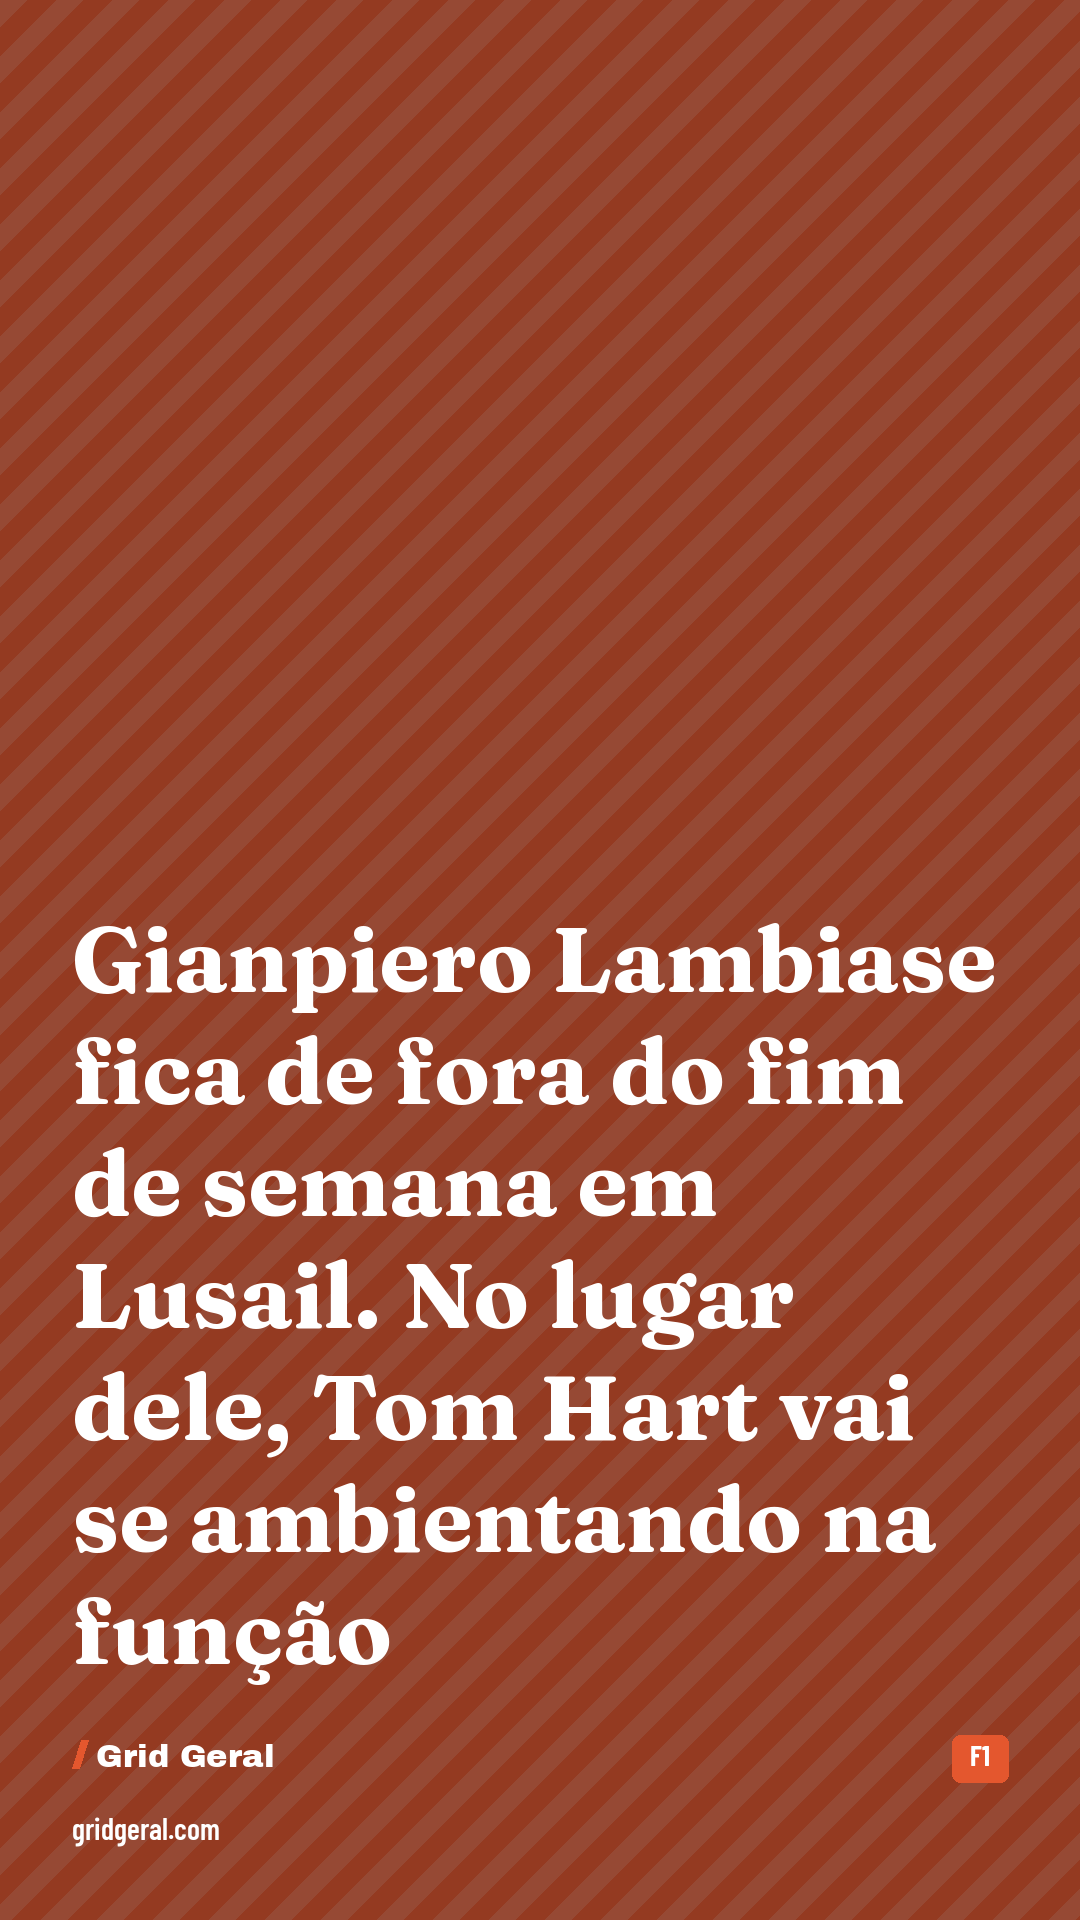 Gianpiero Lambiase
fica de fora do fim
de semana em
Lusail. No lugar
dele, Tom Hart vai
se ambientando na
função
Grid Geral
F1
gridgeral.com